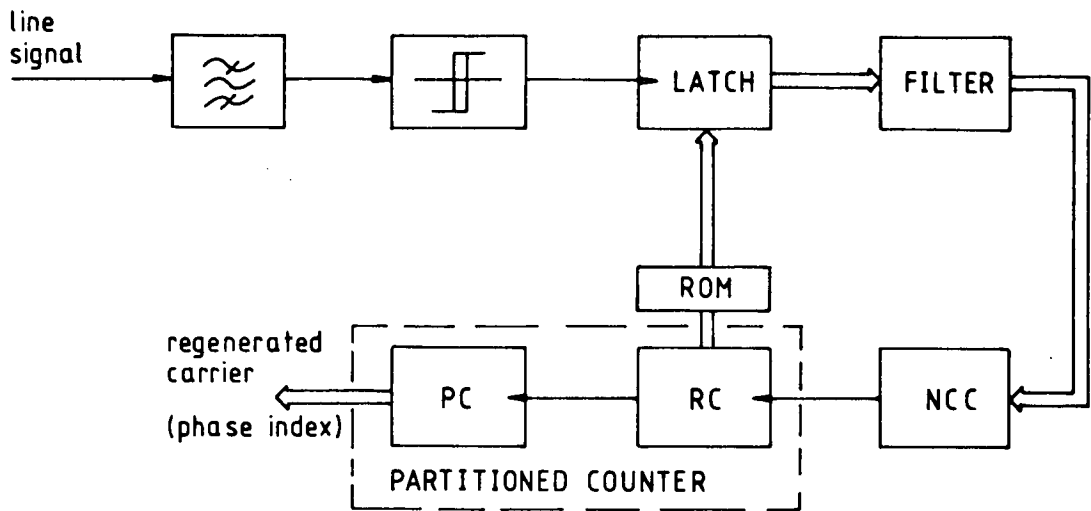 line
signal
LATCH
FILTER
ROM
regenerated
carrier
(phase index)
PC
RC
NCC
PARTITIONED COUNTER